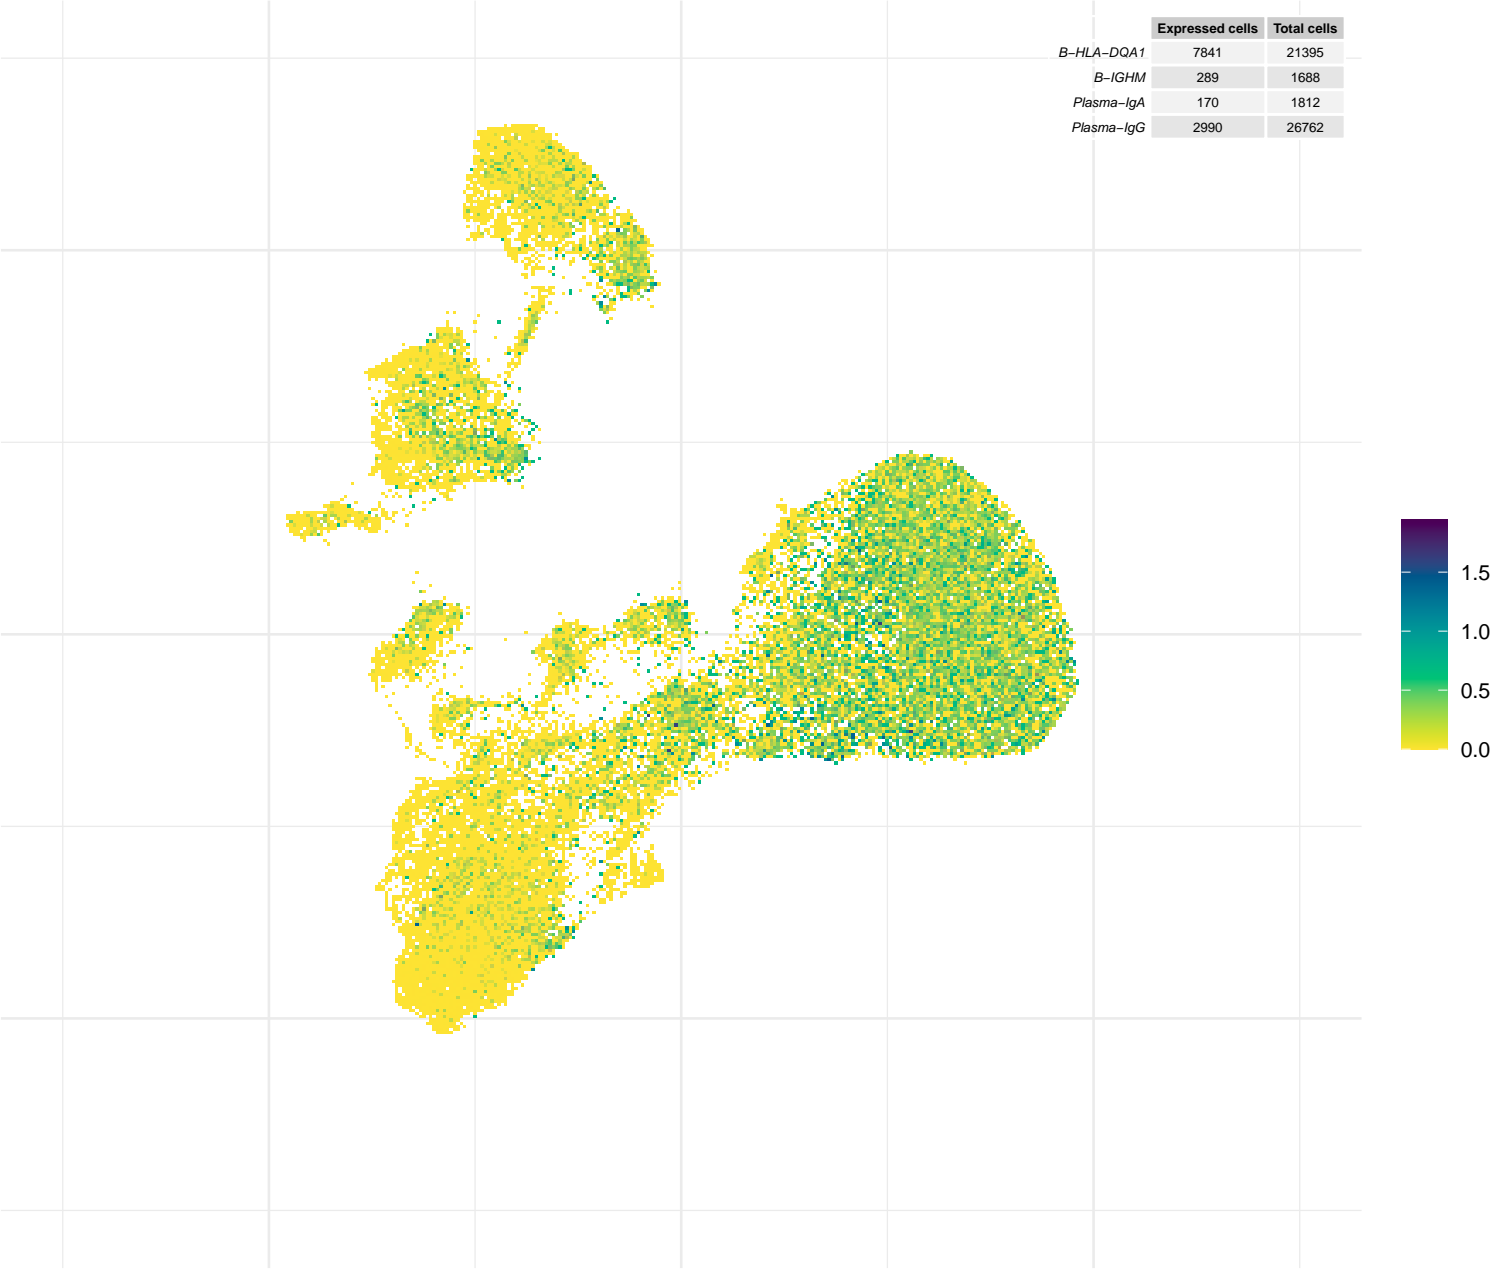 Expressed cells Total cells
B−HLA−DQA1 7841 21395
B−IGHM 289 1688
Plasma−IgA 170 1812
Plasma−IgG 2990 26762
1.5
1.0
0.5
0.0